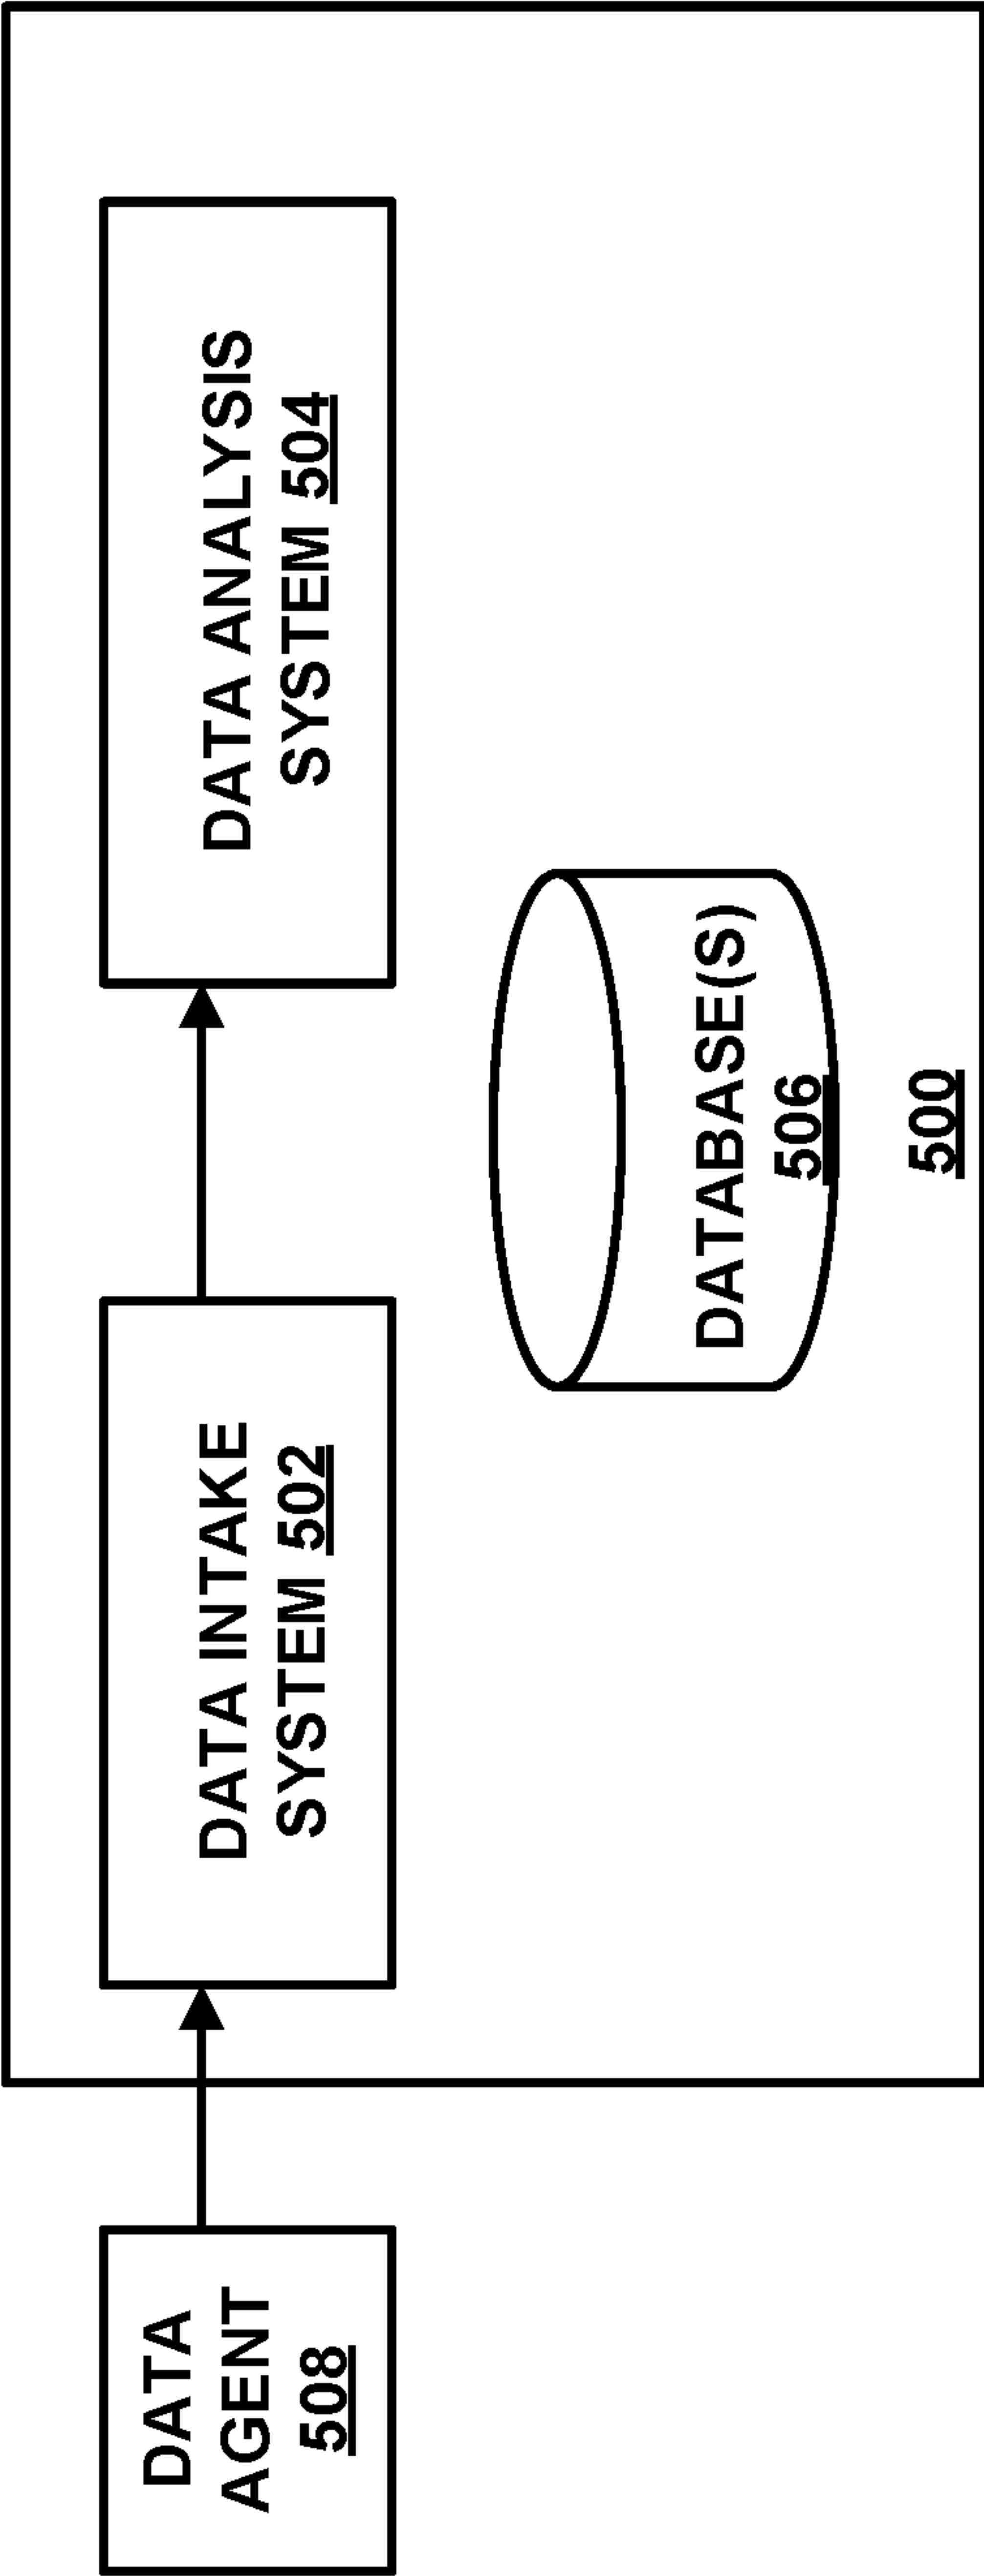 DATA
AGENT
508
DATA INTAKE
SYSTEM 502
DATA ANALYSIS
SYSTEM 504
DATABASE(S)
506
500